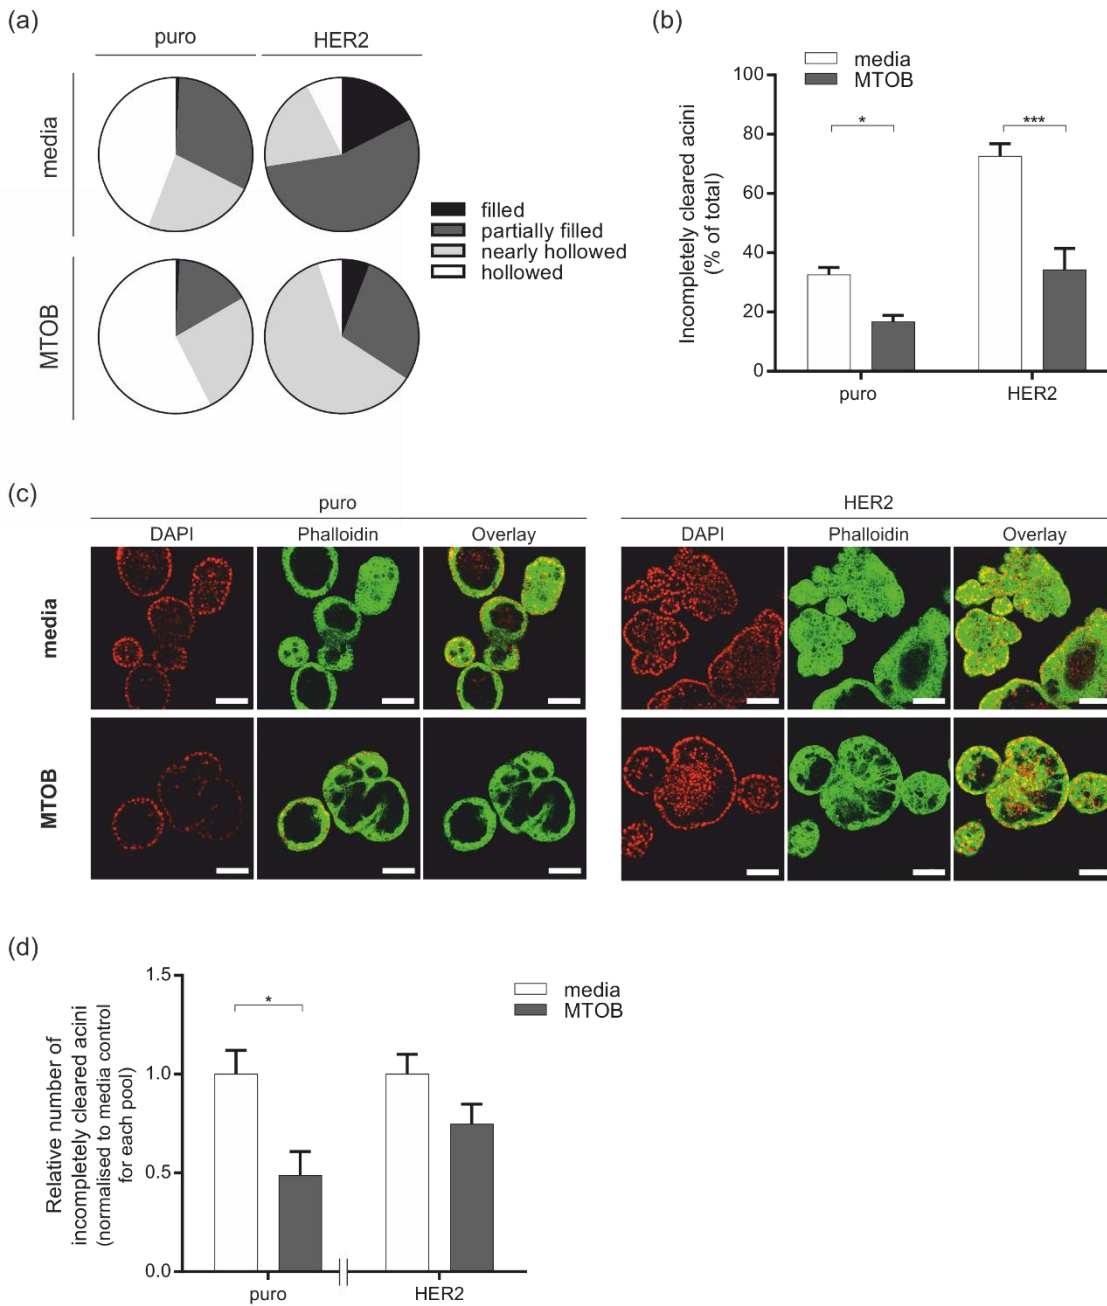 (a)
puro
HER2
media
MTOB
filled
partially filled
nearly hollowed
hollowed
(b)
media
MTOB
Incompletely cleared acini
(% of total)
100
80
60
40
20
0
*
***
puro
HER2
(c)
puro
HER2
DAPI
Phalloidin
Overlay
DAPI
Phalloidin
Overlay
media
MTOB
(d)
Relative number of
incompletely cleared acini
(normalised to media control
for each pool)
1.5
1.0
0.5
0.0
*
media
MTOB
puro
HER2